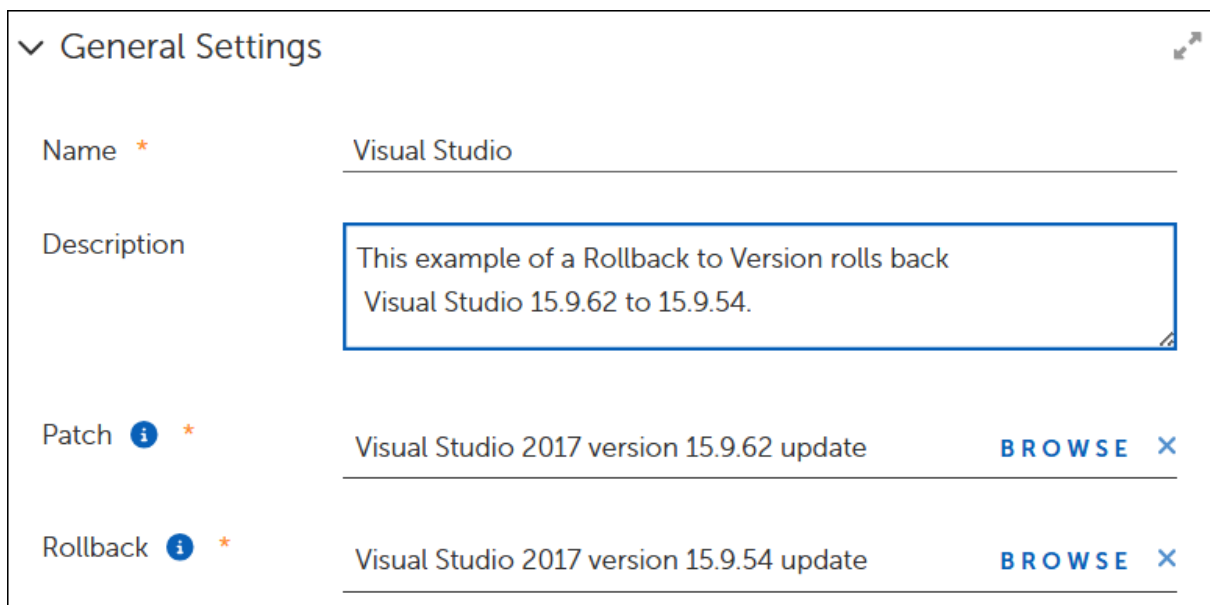 General Settings
Name * Visual Studio
Description This example of a Rollback to Version rolls back
Visual Studio 15.9.62 to 15.9.54.
Patch i * Visual Studio 2017 version 15.9.62 update BROWSE ×
Rollback i * Visual Studio 2017 version 15.9.54 update BROWSE ×